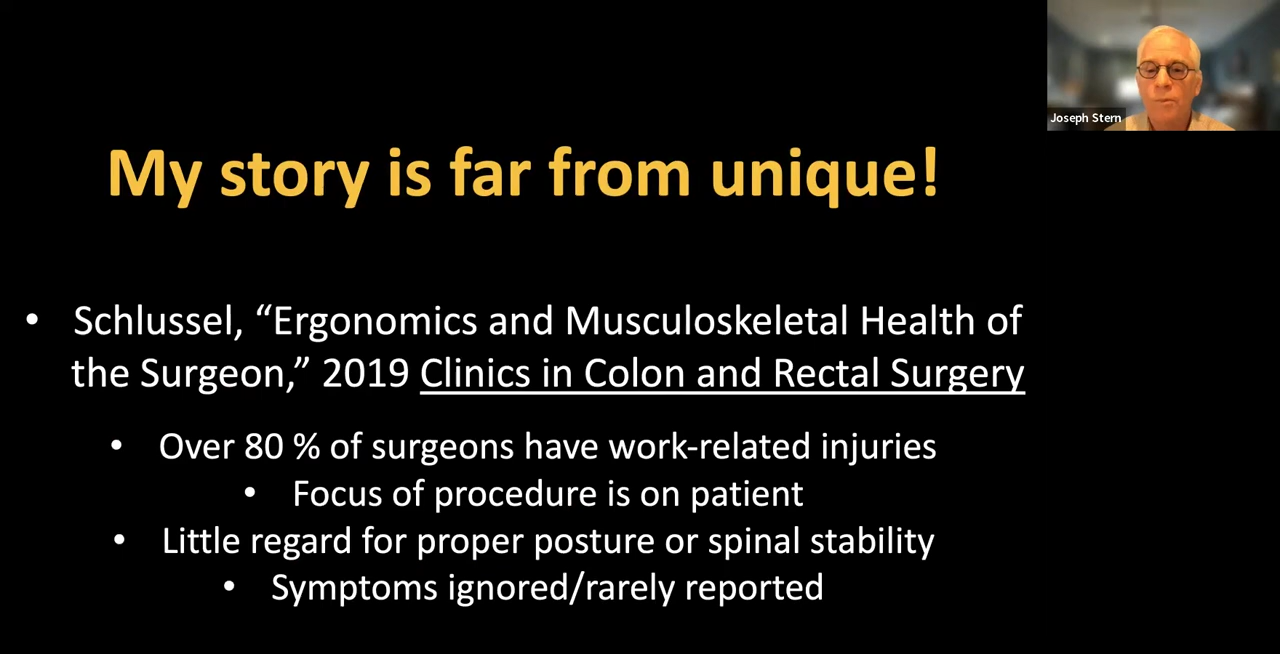 Joseph Stern
My story is far from unique!
• Schlussel, “Ergonomics and Musculoskeletal Health of
the Surgeon,” 2019 Clinics in Colon and Rectal Surgery
• Over 80 % of surgeons have work-related injuries
• Focus of procedure is on patient
• Little regard for proper posture or spinal stability
• Symptoms ignored/rarely reported